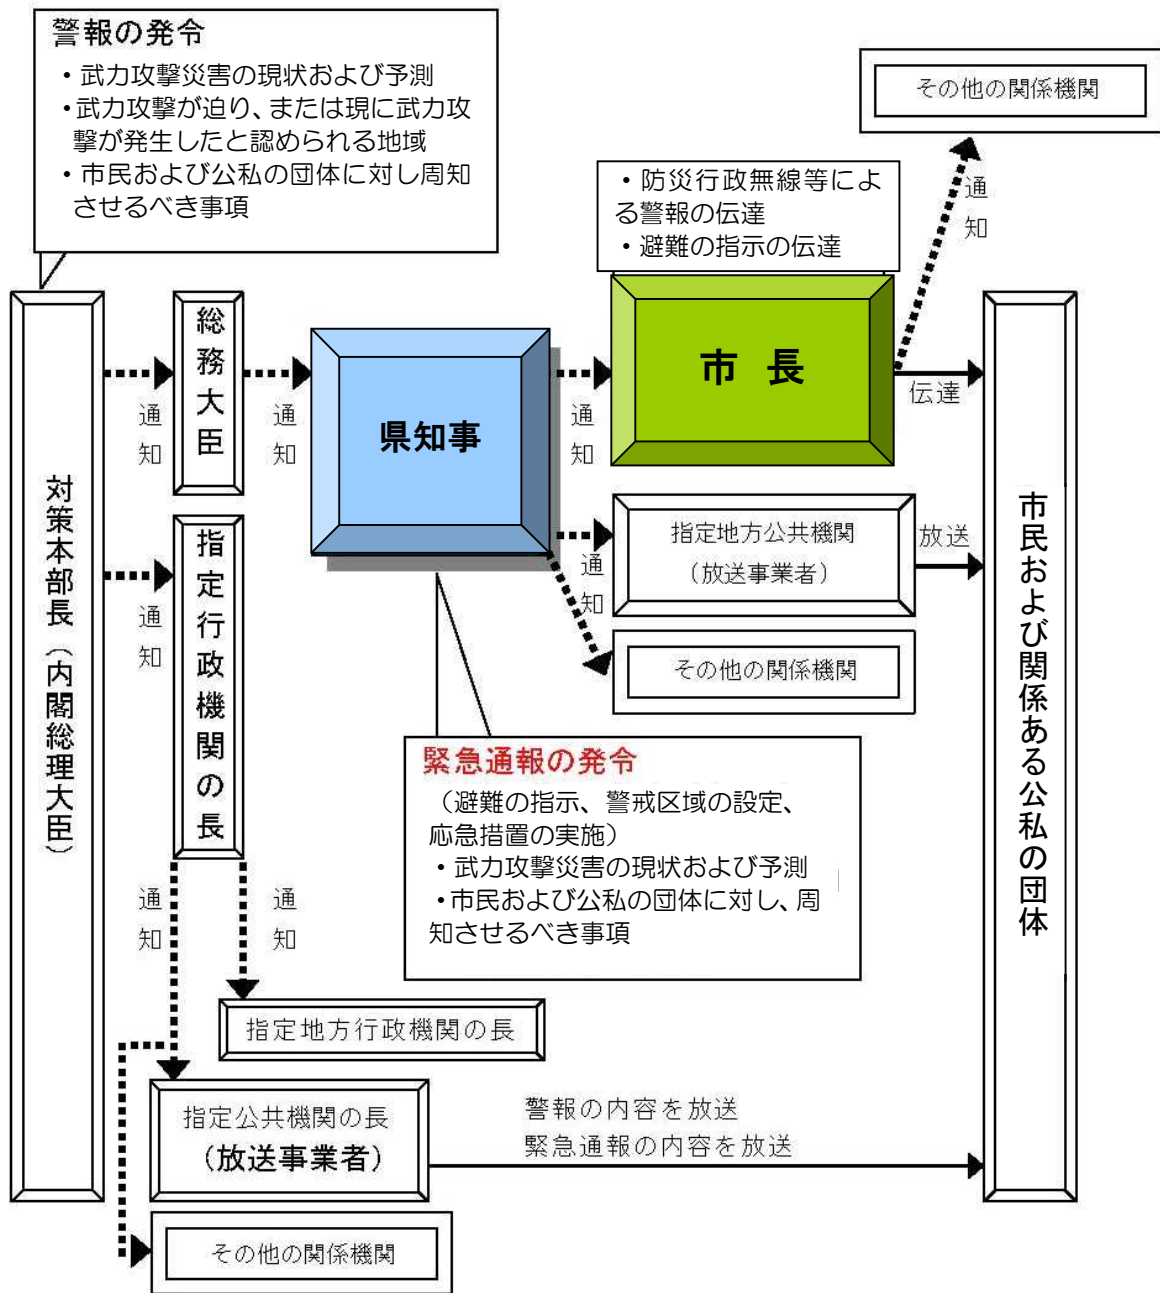 警報の発令
・武力攻撃災害の現状および予測
・武力攻撃が迫り、または現に武力攻
撃が発生したと認められる地域
・市民および公私の団体に対し周知
させるべき事項
その他の関係機関
通知
・防災行政無線等によ
る警報の伝達
・避難の指示の伝達
対策本部長（内閣総理大臣）
通知
総務大臣
通知
県知事
通知
市 長
伝達
市民および関係ある公私の団体
通知
指定行政機関の長
通知
指定地方公共機関
（放送事業者）
放送
その他の関係機関
緊急通報の発令
（避難の指示、警戒区域の設定、
応急措置の実施）
・武力攻撃災害の現状および予測
・市民および公私の団体に対し、周
知させるべき事項
通知
通知
指定地方行政機関の長
指定公共機関の長
（放送事業者）
警報の内容を放送
緊急通報の内容を放送
その他の関係機関